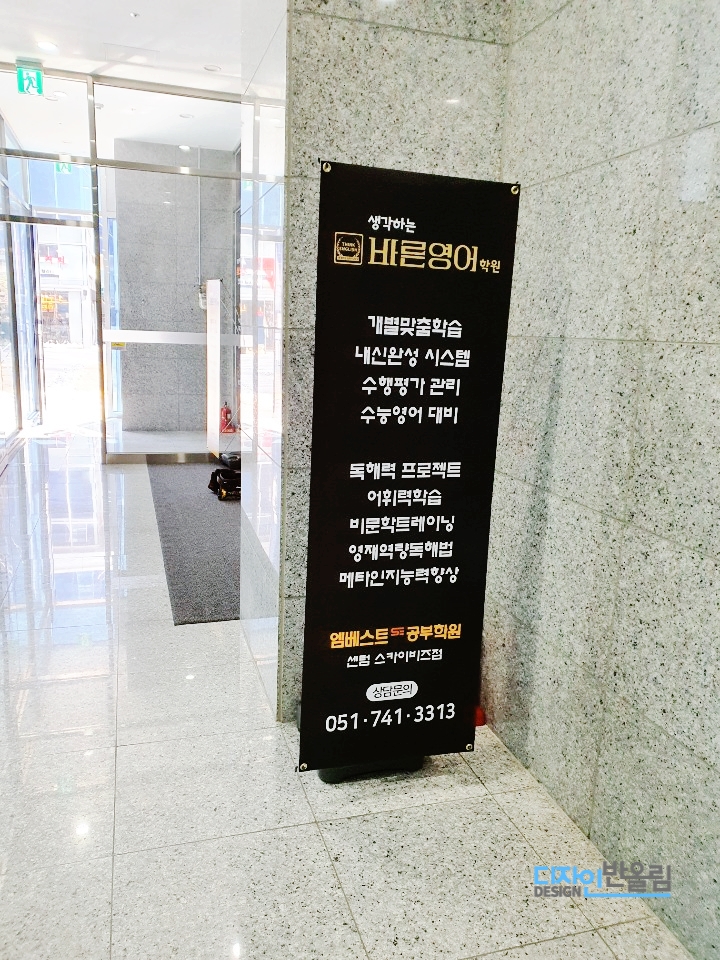 생각하는
THINK ENGLISH
바른영어학원
개별맞춤학습
내신완성 시스템
수행평가 관리
수능영어 대비
독해력 프로젝트
어휘력학습
비문학트레이닝
영재역량독해법
메타인지능력향상
엠베스트SE공부학원
센텀 스카이비즈점
상담문의
051·741·3313
디자인반올림
DESIGN